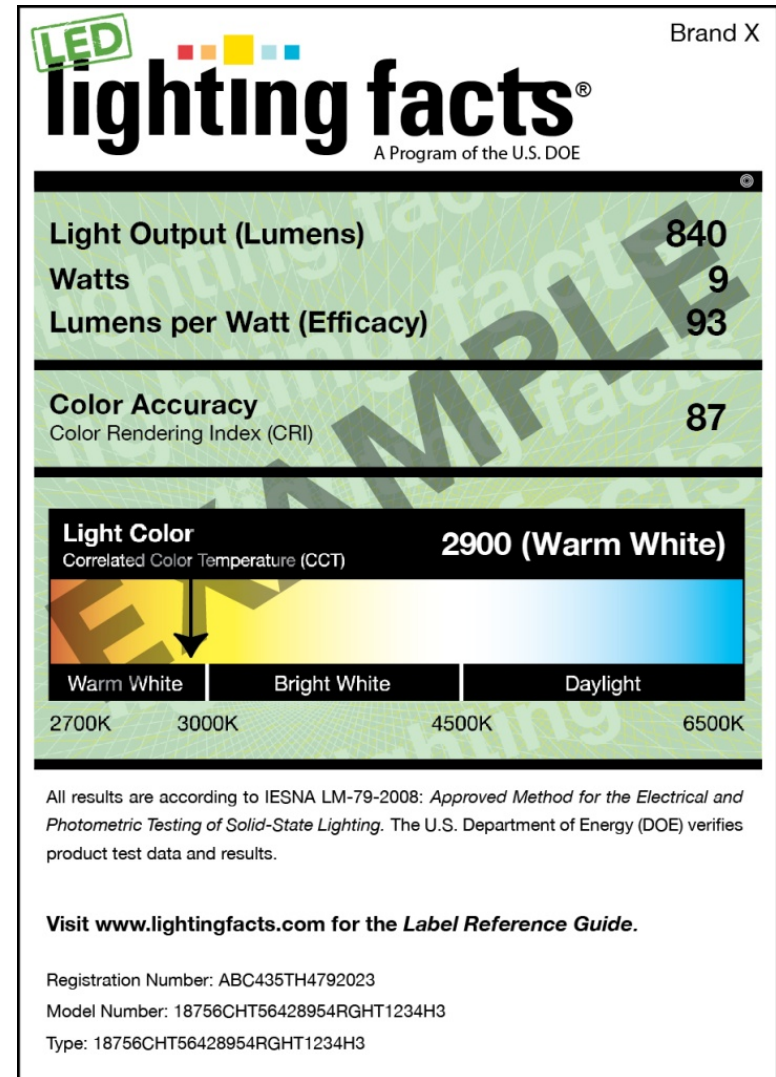 Brand X
LED
lighting facts®
A Program of the U.S. DOE
Light Output (Lumens) 840
Watts 9
Lumens per Watt (Efficacy) 93
Color Accuracy
Color Rendering Index (CRI) 87
Light Color
Correlated Color Temperature (CCT) 2900 (Warm White)
Warm White Bright White Daylight
2700K 3000K 4500K 6500K
EXAMPLE
All results are according to IESNA LM-79-2008: Approved Method for the Electrical and
Photometric Testing of Solid-State Lighting. The U.S. Department of Energy (DOE) verifies
product test data and results.
Visit www.lightingfacts.com for the Label Reference Guide.
Registration Number: ABC435TH4792023
Model Number: 18756CHT56428954RGHT1234H3
Type: 18756CHT56428954RGHT1234H3